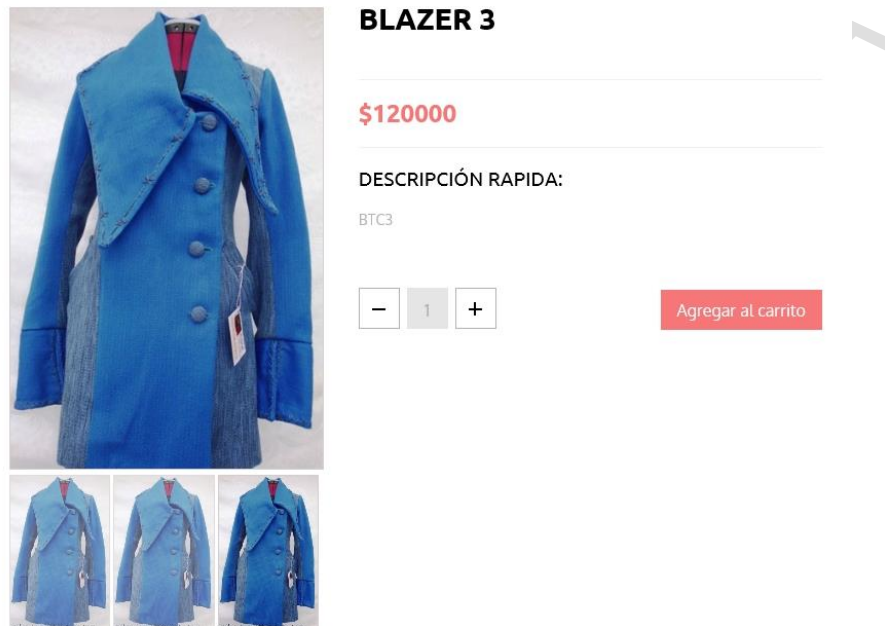 BLAZER 3
$120000
DESCRIPCIÓN RAPIDA:
BTC3
− 1 +
Agregar al carrito